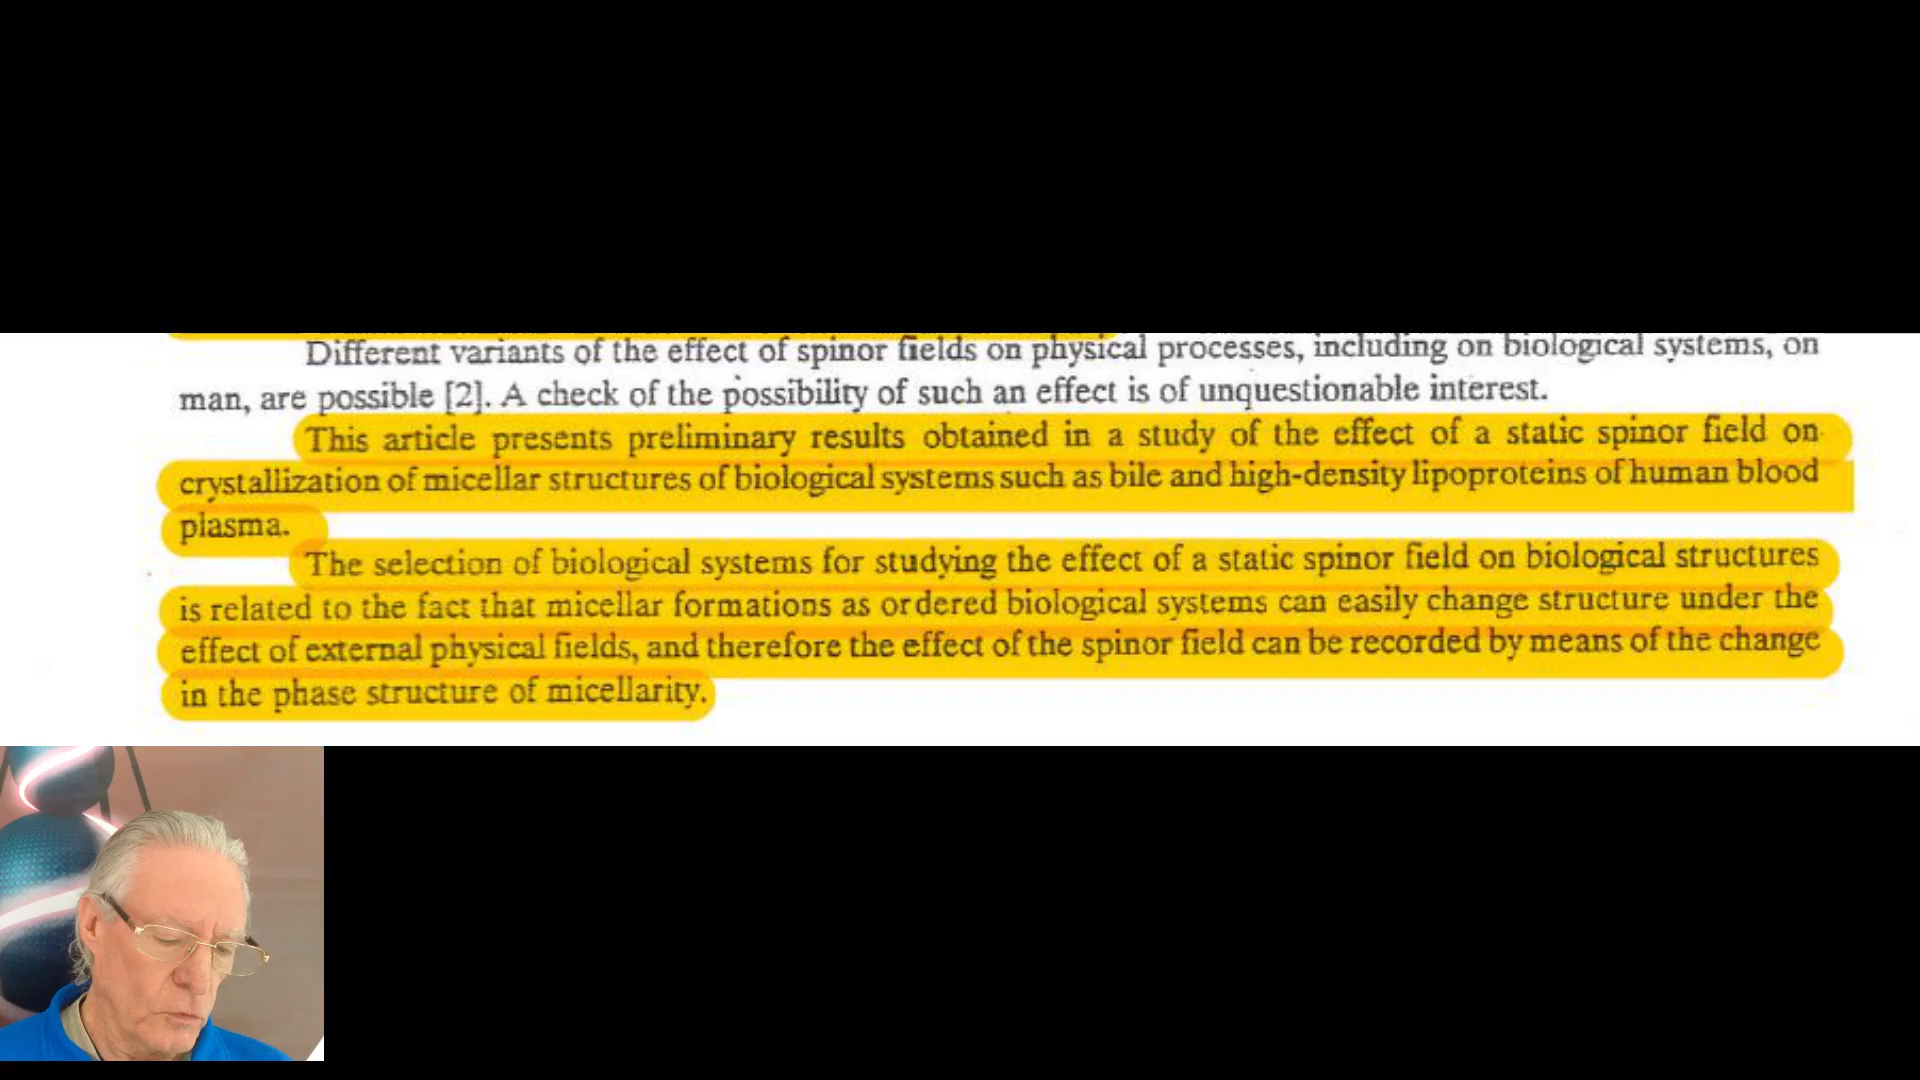 Different variants of the effect of spinor fields on physical processes, including on biological systems, on
man, are possible [2]. A check of the possibility of such an effect is of unquestionable interest.
This article presents preliminary results obtained in a study of the effect of a static spinor field on
crystallization of micellar structures of biological systems such as bile and high-density lipoproteins of human blood
plasma.
The selection of biological systems for studying the effect of a static spinor field on biological structures
is related to the fact that micellar formations as ordered biological systems can easily change structure under the
effect of external physical fields, and therefore the effect of the spinor field can be recorded by means of the change
in the phase structure of micellarity.